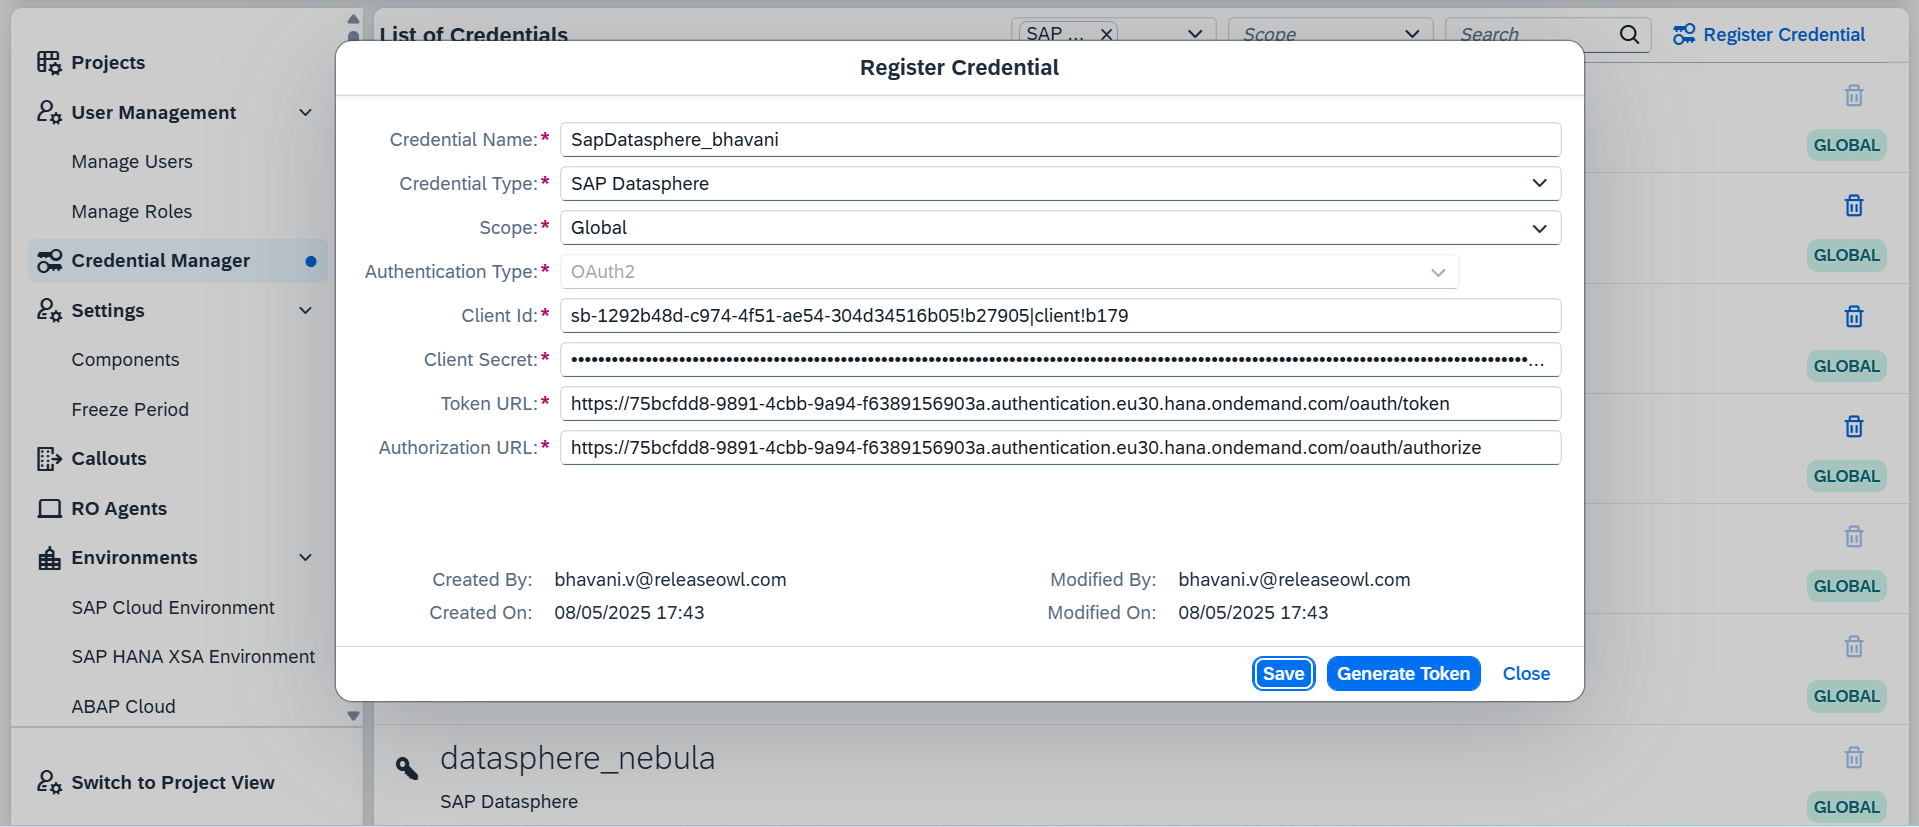 Projects
User Management
Manage Users
Manage Roles
Credential Manager
Settings
Components
Freeze Period
Callouts
RO Agents
Environments
SAP Cloud Environment
SAP HANA XSA Environment
ABAP Cloud
Switch to Project View
List of Credentials
SAP ...
Scope
Search
Register Credential
Register Credential
Credential Name:* SapDatasphere_bhavani
Credential Type:* SAP Datasphere
Scope:* Global
Authentication Type:* OAuth2
Client Id:* sb-1292b48d-c974-4f51-ae54-304d34516b05!b27905|client!b179
Client Secret:*
Token URL:* https://75bcfdd8-9891-4cbb-9a94-f6389156903a.authentication.eu30.hana.ondemand.com/oauth/token
Authorization URL:* https://75bcfdd8-9891-4cbb-9a94-f6389156903a.authentication.eu30.hana.ondemand.com/oauth/authorize
Created By: bhavani.v@releaseowl.com
Modified By: bhavani.v@releaseowl.com
Created On: 08/05/2025 17:43
Modified On: 08/05/2025 17:43
Save
Generate Token
Close
GLOBAL
GLOBAL
GLOBAL
GLOBAL
GLOBAL
GLOBAL
datasphere_nebula
SAP Datasphere
GLOBAL